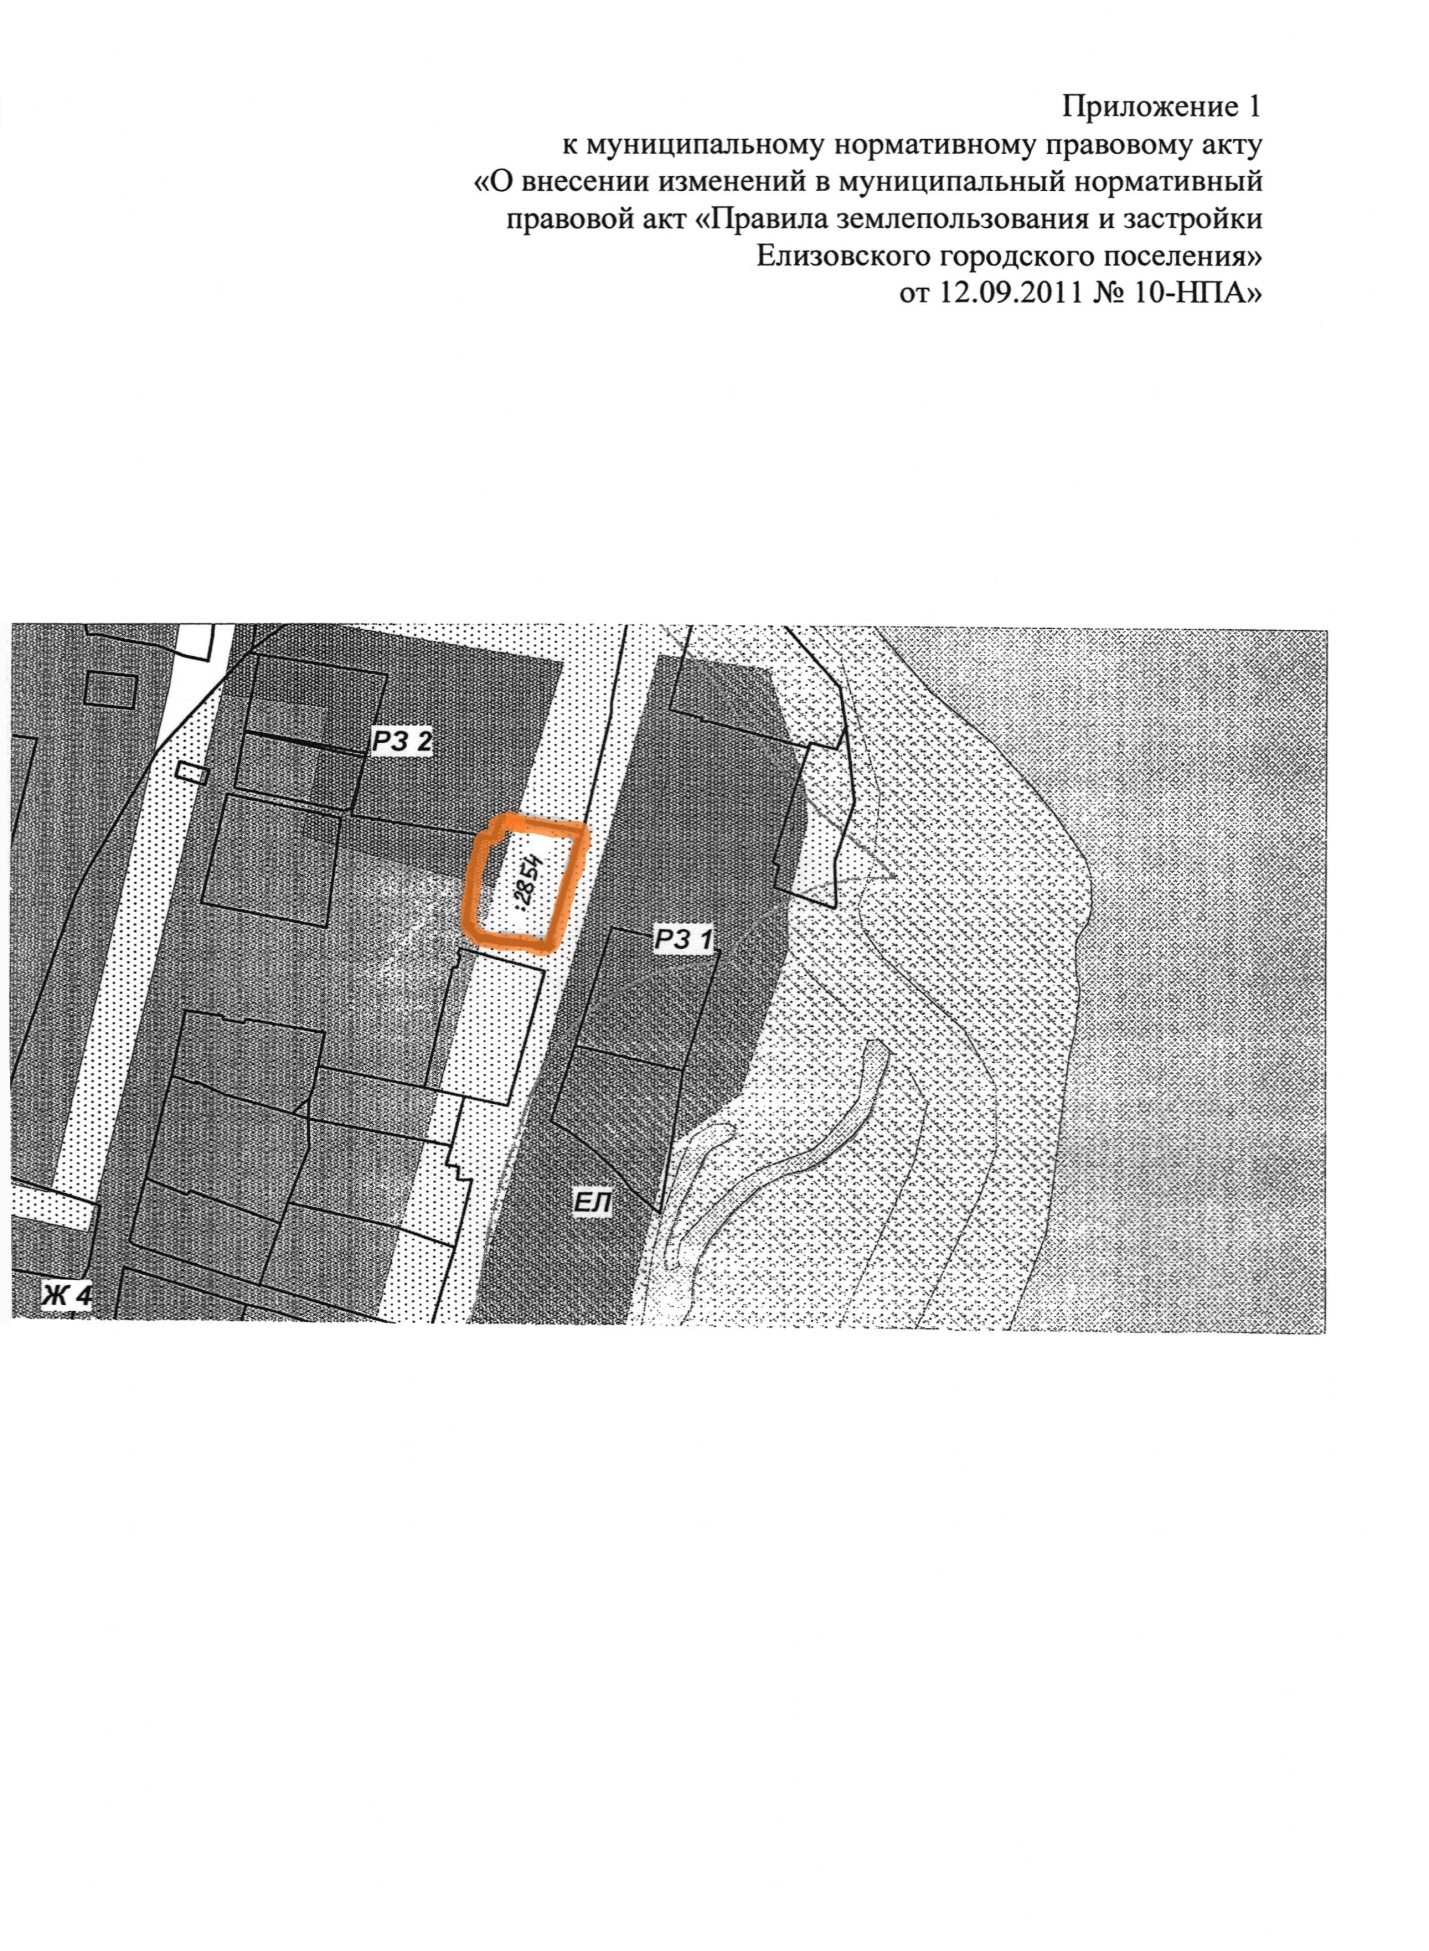 Приложение 1
к муниципальному нормативному правовому акту
«О внесении изменений в муниципальный нормативный
правовой акт «Правила землепользования и застройки
Елизовского городского поселения»
от 12.09.2011 № 10-НПА»
РЗ 2
:2854
РЗ 1
ЕЛ
Ж 4